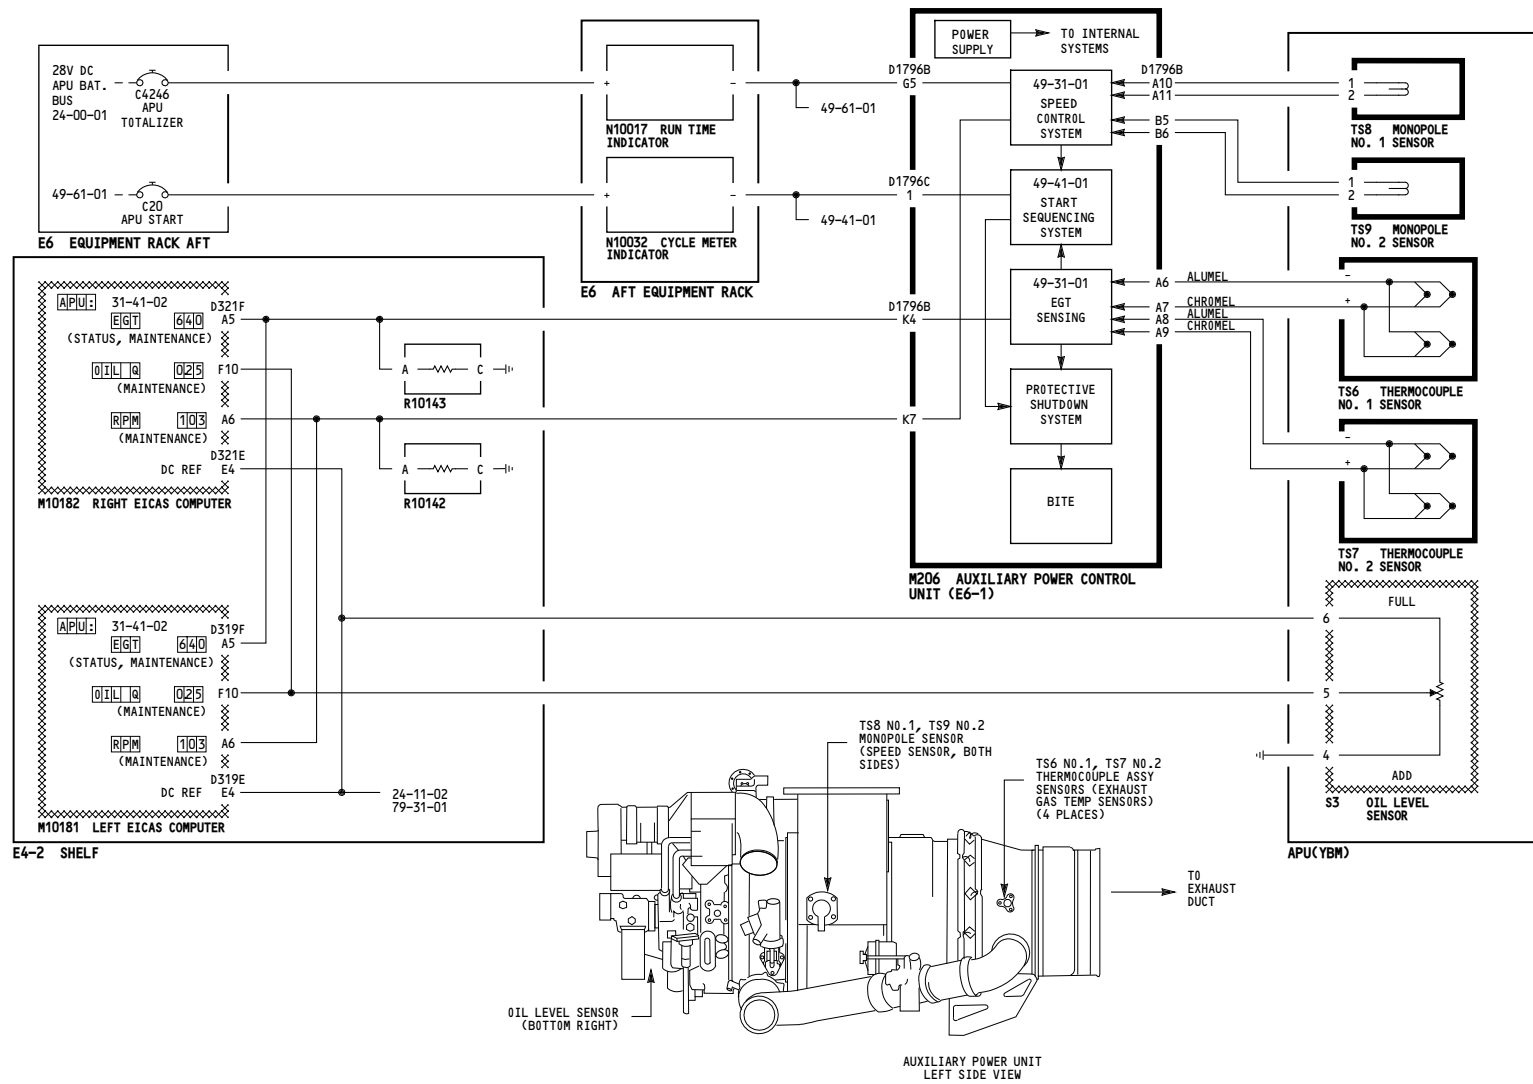 28V DC
APU BAT.
BUS
24-00-01
C4246
APU
TOTALIZER
49-61-01
C20
APU START
E6 EQUIPMENT RACK AFT
+ -
N10017 RUN TIME
INDICATOR
49-61-01
+ -
N10032 CYCLE METER
INDICATOR
49-41-01
E6 AFT EQUIPMENT RACK
POWER
SUPPLY
TO INTERNAL
SYSTEMS
D1796B
G5
49-31-01
SPEED
CONTROL
SYSTEM
D1796B
A10
A11
B5
B6
D1796C
1
49-41-01
START
SEQUENCING
SYSTEM
49-31-01
EGT
SENSING
D1796B
K4
A6 ALUMEL
A7 CHROMEL
A8 ALUMEL
A9 CHROMEL
PROTECTIVE
SHUTDOWN
SYSTEM
K7
BITE
M206 AUXILIARY POWER CONTROL
UNIT (E6-1)
1
2
TS8 MONOPOLE
NO. 1 SENSOR
1
2
TS9 MONOPOLE
NO. 2 SENSOR
-
+
TS6 THERMOCOUPLE
NO. 1 SENSOR
-
+
TS7 THERMOCOUPLE
NO. 2 SENSOR
FULL
6
5
4
ADD
S3 OIL LEVEL
SENSOR
APU(YBM)
APU: 31-41-02
D321F
EGT 640 A5
(STATUS, MAINTENANCE)
OIL Q 025 F10
(MAINTENANCE)
RPM 103 A6
(MAINTENANCE)
D321E
DC REF E4
M10182 RIGHT EICAS COMPUTER
A C
R10143
A C
R10142
APU: 31-41-02
D319F
EGT 640 A5
(STATUS, MAINTENANCE)
OIL Q 025 F10
(MAINTENANCE)
RPM 103 A6
(MAINTENANCE)
D319E
DC REF E4
24-11-02
79-31-01
M10181 LEFT EICAS COMPUTER
E4-2 SHELF
TS8 NO.1, TS9 NO.2
MONOPOLE SENSOR
(SPEED SENSOR, BOTH
SIDES)
TS6 NO.1, TS7 NO.2
THERMOCOUPLE ASSY
SENSORS (EXHAUST
GAS TEMP SENSORS)
(4 PLACES)
TO
EXHAUST
DUCT
OIL LEVEL SENSOR
(BOTTOM RIGHT)
AUXILIARY POWER UNIT
LEFT SIDE VIEW